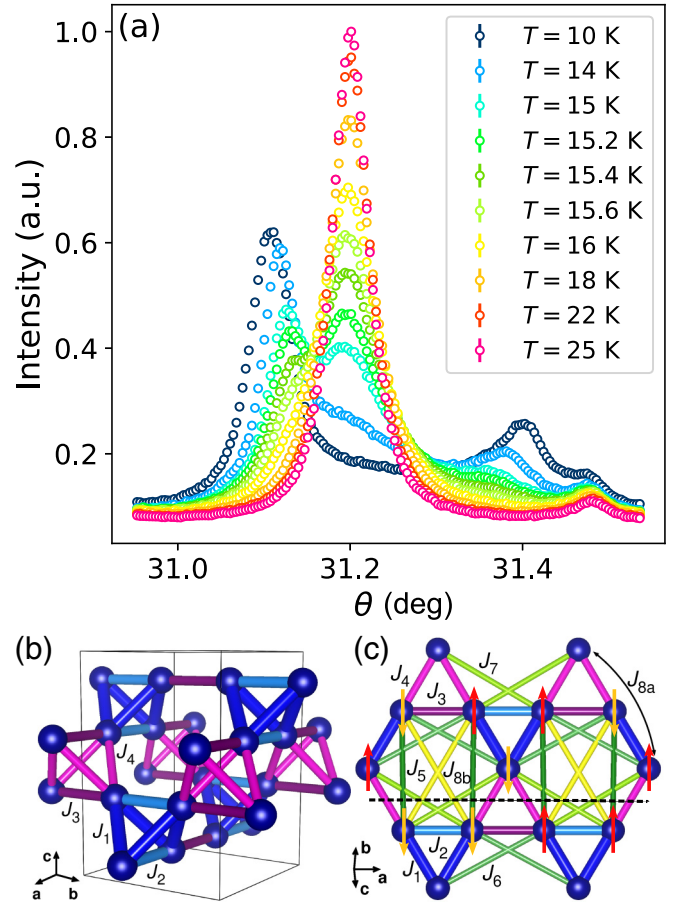 (a)
1.0
0.8
0.6
0.4
0.2
Intensity (a.u.)
31.0
31.2
31.4
θ (deg)
T = 10 K
T = 14 K
T = 15 K
T = 15.2 K
T = 15.4 K
T = 15.6 K
T = 16 K
T = 18 K
T = 22 K
T = 25 K
(b)
J4
J3
J1
J2
c
a
b
(c)
J4
J7
J3
J8a
J5
J8b
J2
J1
J6
b
a
c